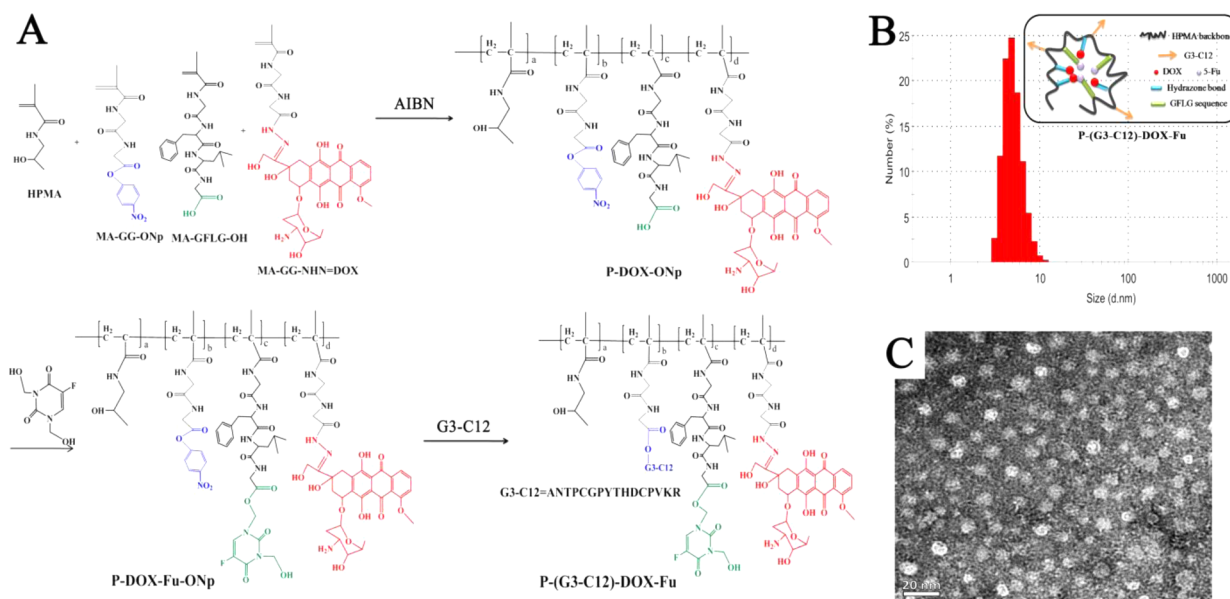 A
HPMA
+
MA-GG-ONp
+
MA-GFLG-OH
+
MA-GG-NHN=DOX
AIBN
P-DOX-ONp
P-DOX-Fu-ONp
G3-C12
G3-C12
G3-C12=ANTPCGPYTHDCPVKR
P-(G3-C12)-DOX-Fu
B
Number (%)
25
20
15
10
5
0
1
10
100
1000
Size (d.nm)
HPMA backbone
G3-C12
DOX
5-Fu
Hydrazone bond
GFLG sequence
P-(G3-C12)-DOX-Fu
C
20 nm